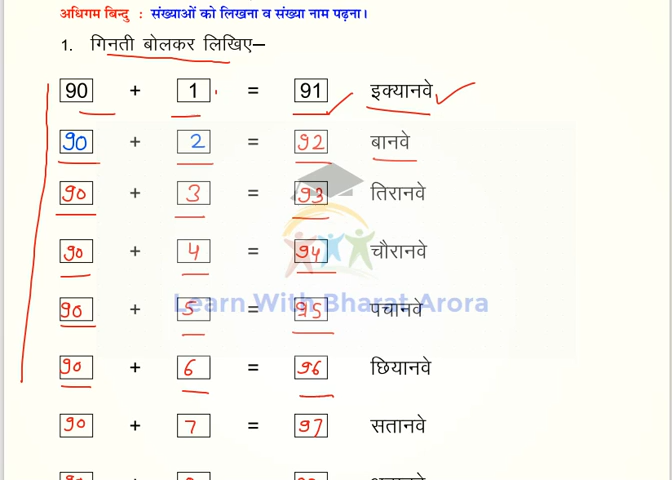 अधिगम बिन्दु : संख्याओं को लिखना व संख्या नाम पढ़ना।
1. गिनती बोलकर लिखिए–
90 + 1 = 91 इक्यानवे
90 + 2 = 92 बानवे
90 + 3 = 93 तिरानवे
90 + 4 = 94 चौरानवे
Learn With Bharat Arora
90 + 5 = 95 पचानवे
90 + 6 = 96 छियानवे
90 + 7 = 97 सतानवे